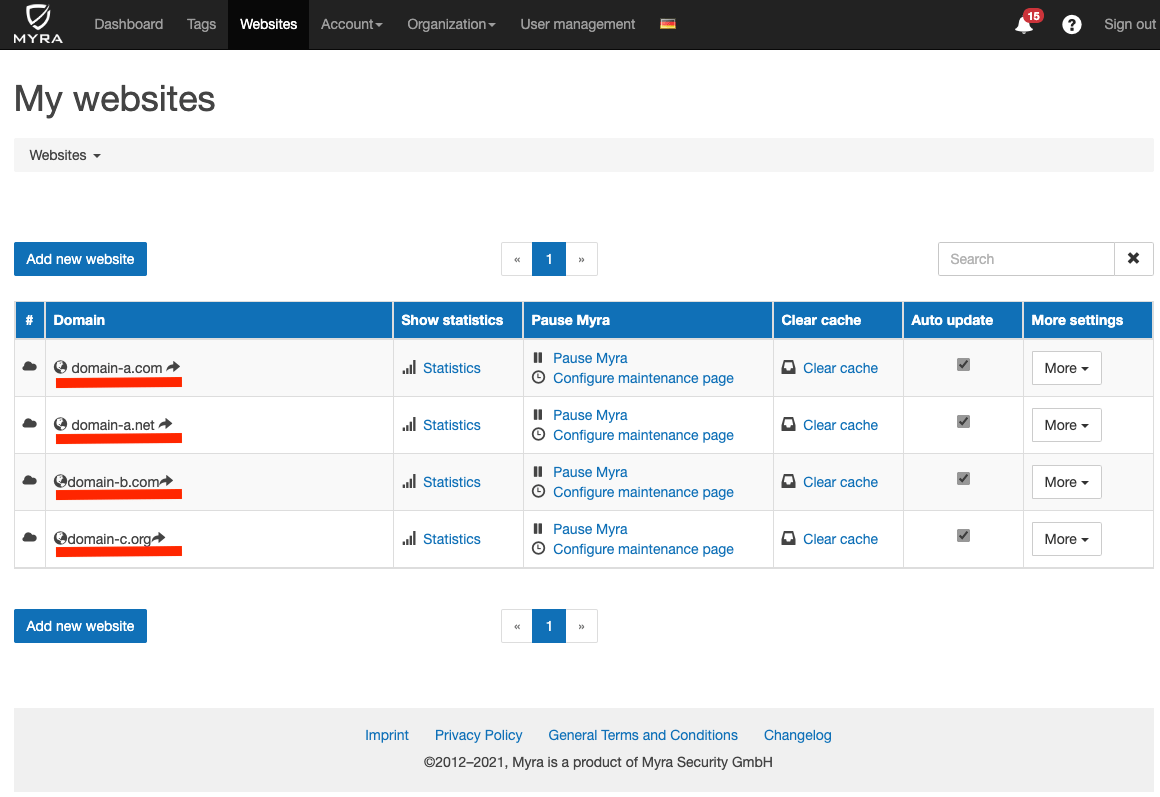 MYRA Dashboard Tags Websites Account Organization User management 15 ? Sign out
My websites
Websites
Add new website « 1 » Search
# Domain Show statistics Pause Myra Clear cache Auto update More settings
domain-a.com Statistics Pause Myra Clear cache More
Configure maintenance page
domain-a.net Statistics Pause Myra Clear cache More
Configure maintenance page
domain-b.com Statistics Pause Myra Clear cache More
Configure maintenance page
domain-c.org Statistics Pause Myra Clear cache More
Configure maintenance page
Add new website « 1 »
Imprint Privacy Policy General Terms and Conditions Changelog
©2012–2021, Myra is a product of Myra Security GmbH